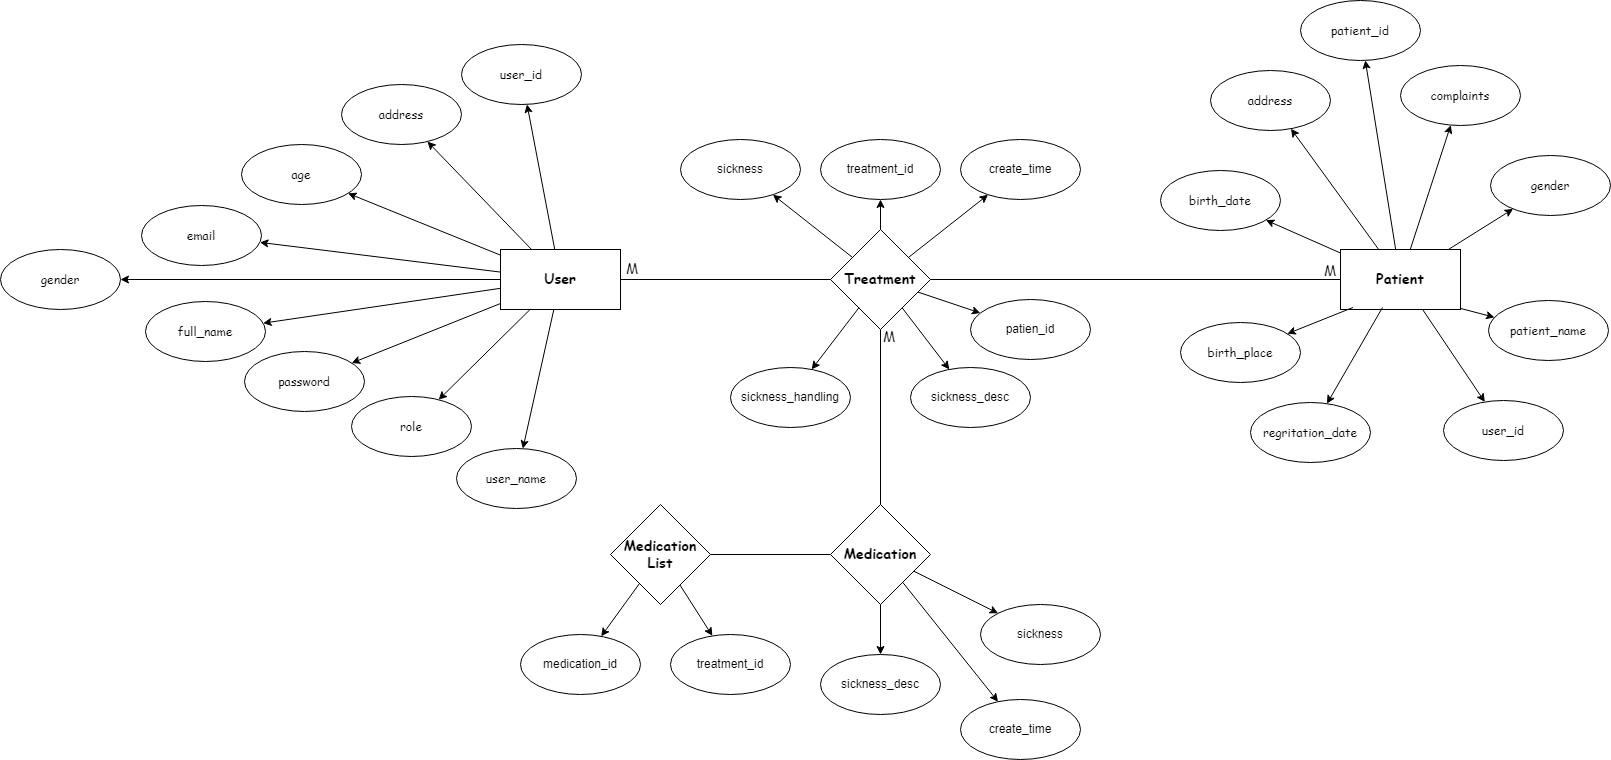 patient_id
user_id
complaints
address
address
sickness
treatment_id
create_time
age
gender
birth_date
email
gender
User
M
Treatment
M
Patient
full_name
M
patien_id
patient_name
birth_place
password
sickness_handling
sickness_desc
role
regritation_date
user_id
user_name
Medication
List
Medication
medication_id
treatment_id
sickness
sickness_desc
create_time